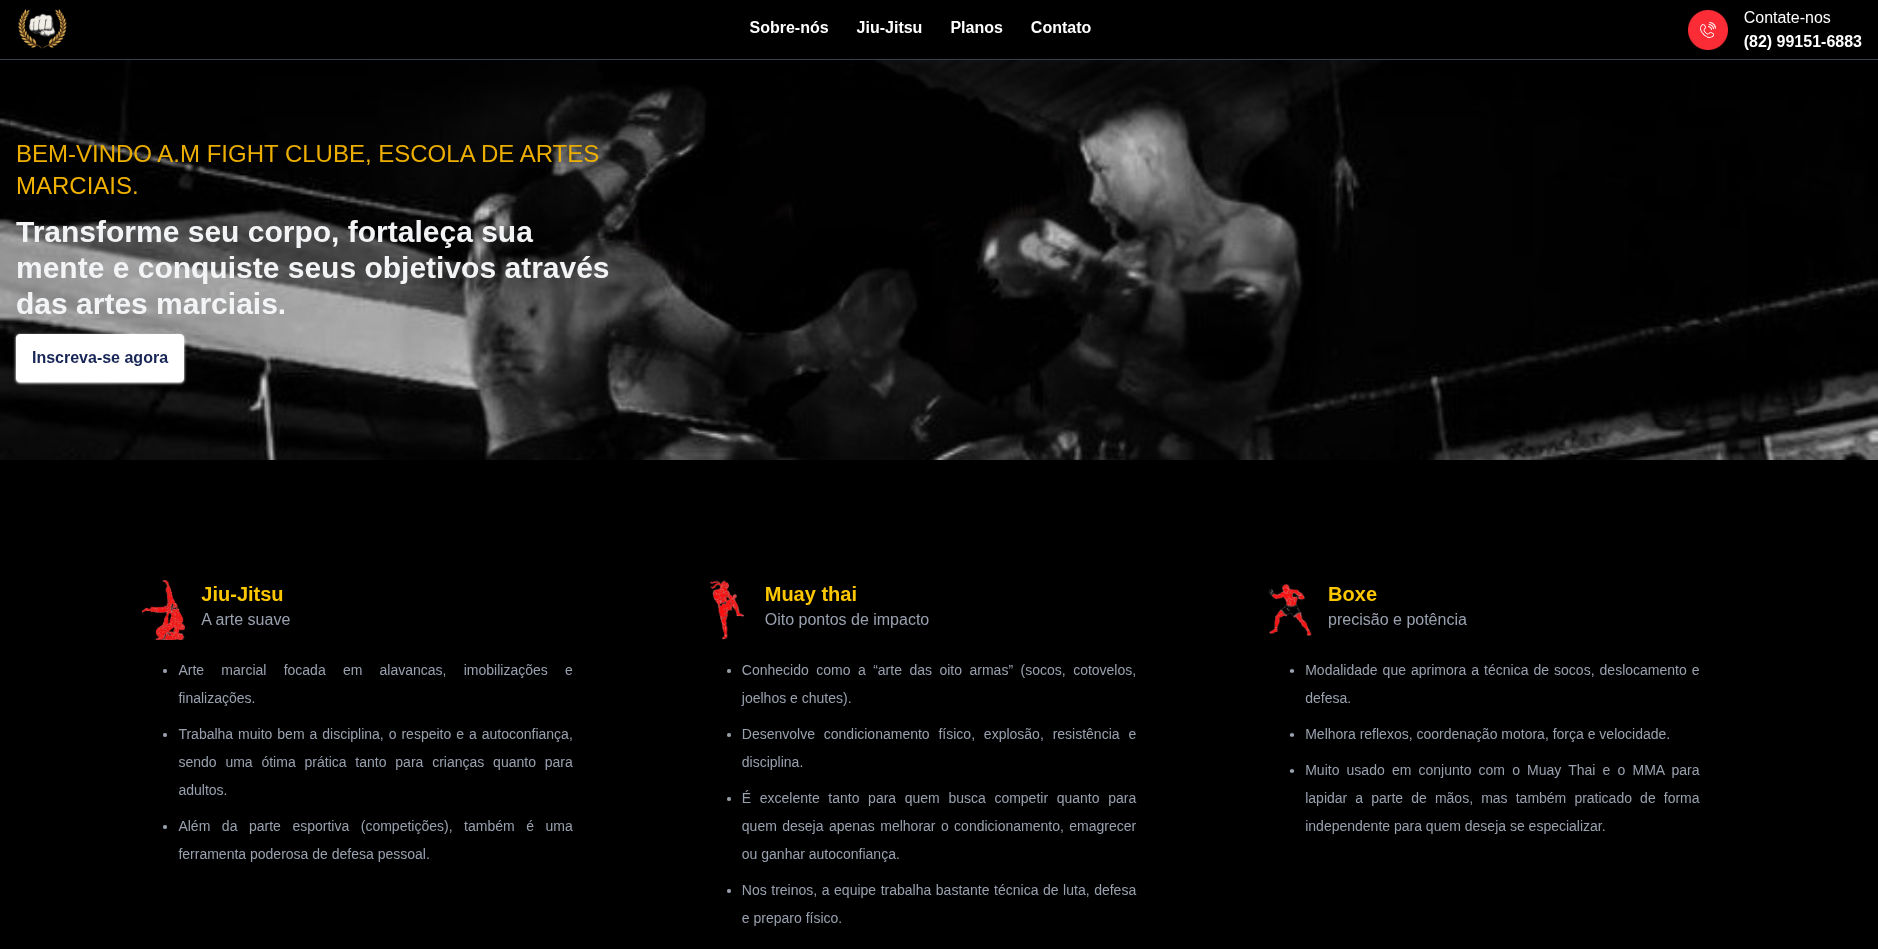 Sobre-nós Jiu-Jitsu Planos Contato
Contate-nos
(82) 99151-6883
BEM-VINDO A.M FIGHT CLUBE, ESCOLA DE ARTES
MARCIAIS.
Transforme seu corpo, fortaleça sua
mente e conquiste seus objetivos através
das artes marciais.
Inscreva-se agora
Jiu-Jitsu
A arte suave
• Arte marcial focada em alavancas, imobilizações e
finalizações.
• Trabalha muito bem a disciplina, o respeito e a autoconfiança,
sendo uma ótima prática tanto para crianças quanto para
adultos.
• Além da parte esportiva (competições), também é uma
ferramenta poderosa de defesa pessoal.
Muay thai
Oito pontos de impacto
• Conhecido como a “arte das oito armas” (socos, cotovelos,
joelhos e chutes).
• Desenvolve condicionamento físico, explosão, resistência e
disciplina.
• É excelente tanto para quem busca competir quanto para
quem deseja apenas melhorar o condicionamento, emagrecer
ou ganhar autoconfiança.
• Nos treinos, a equipe trabalha bastante técnica de luta, defesa
e preparo físico.
Boxe
precisão e potência
• Modalidade que aprimora a técnica de socos, deslocamento e
defesa.
• Melhora reflexos, coordenação motora, força e velocidade.
• Muito usado em conjunto com o Muay Thai e o MMA para
lapidar a parte de mãos, mas também praticado de forma
independente para quem deseja se especializar.